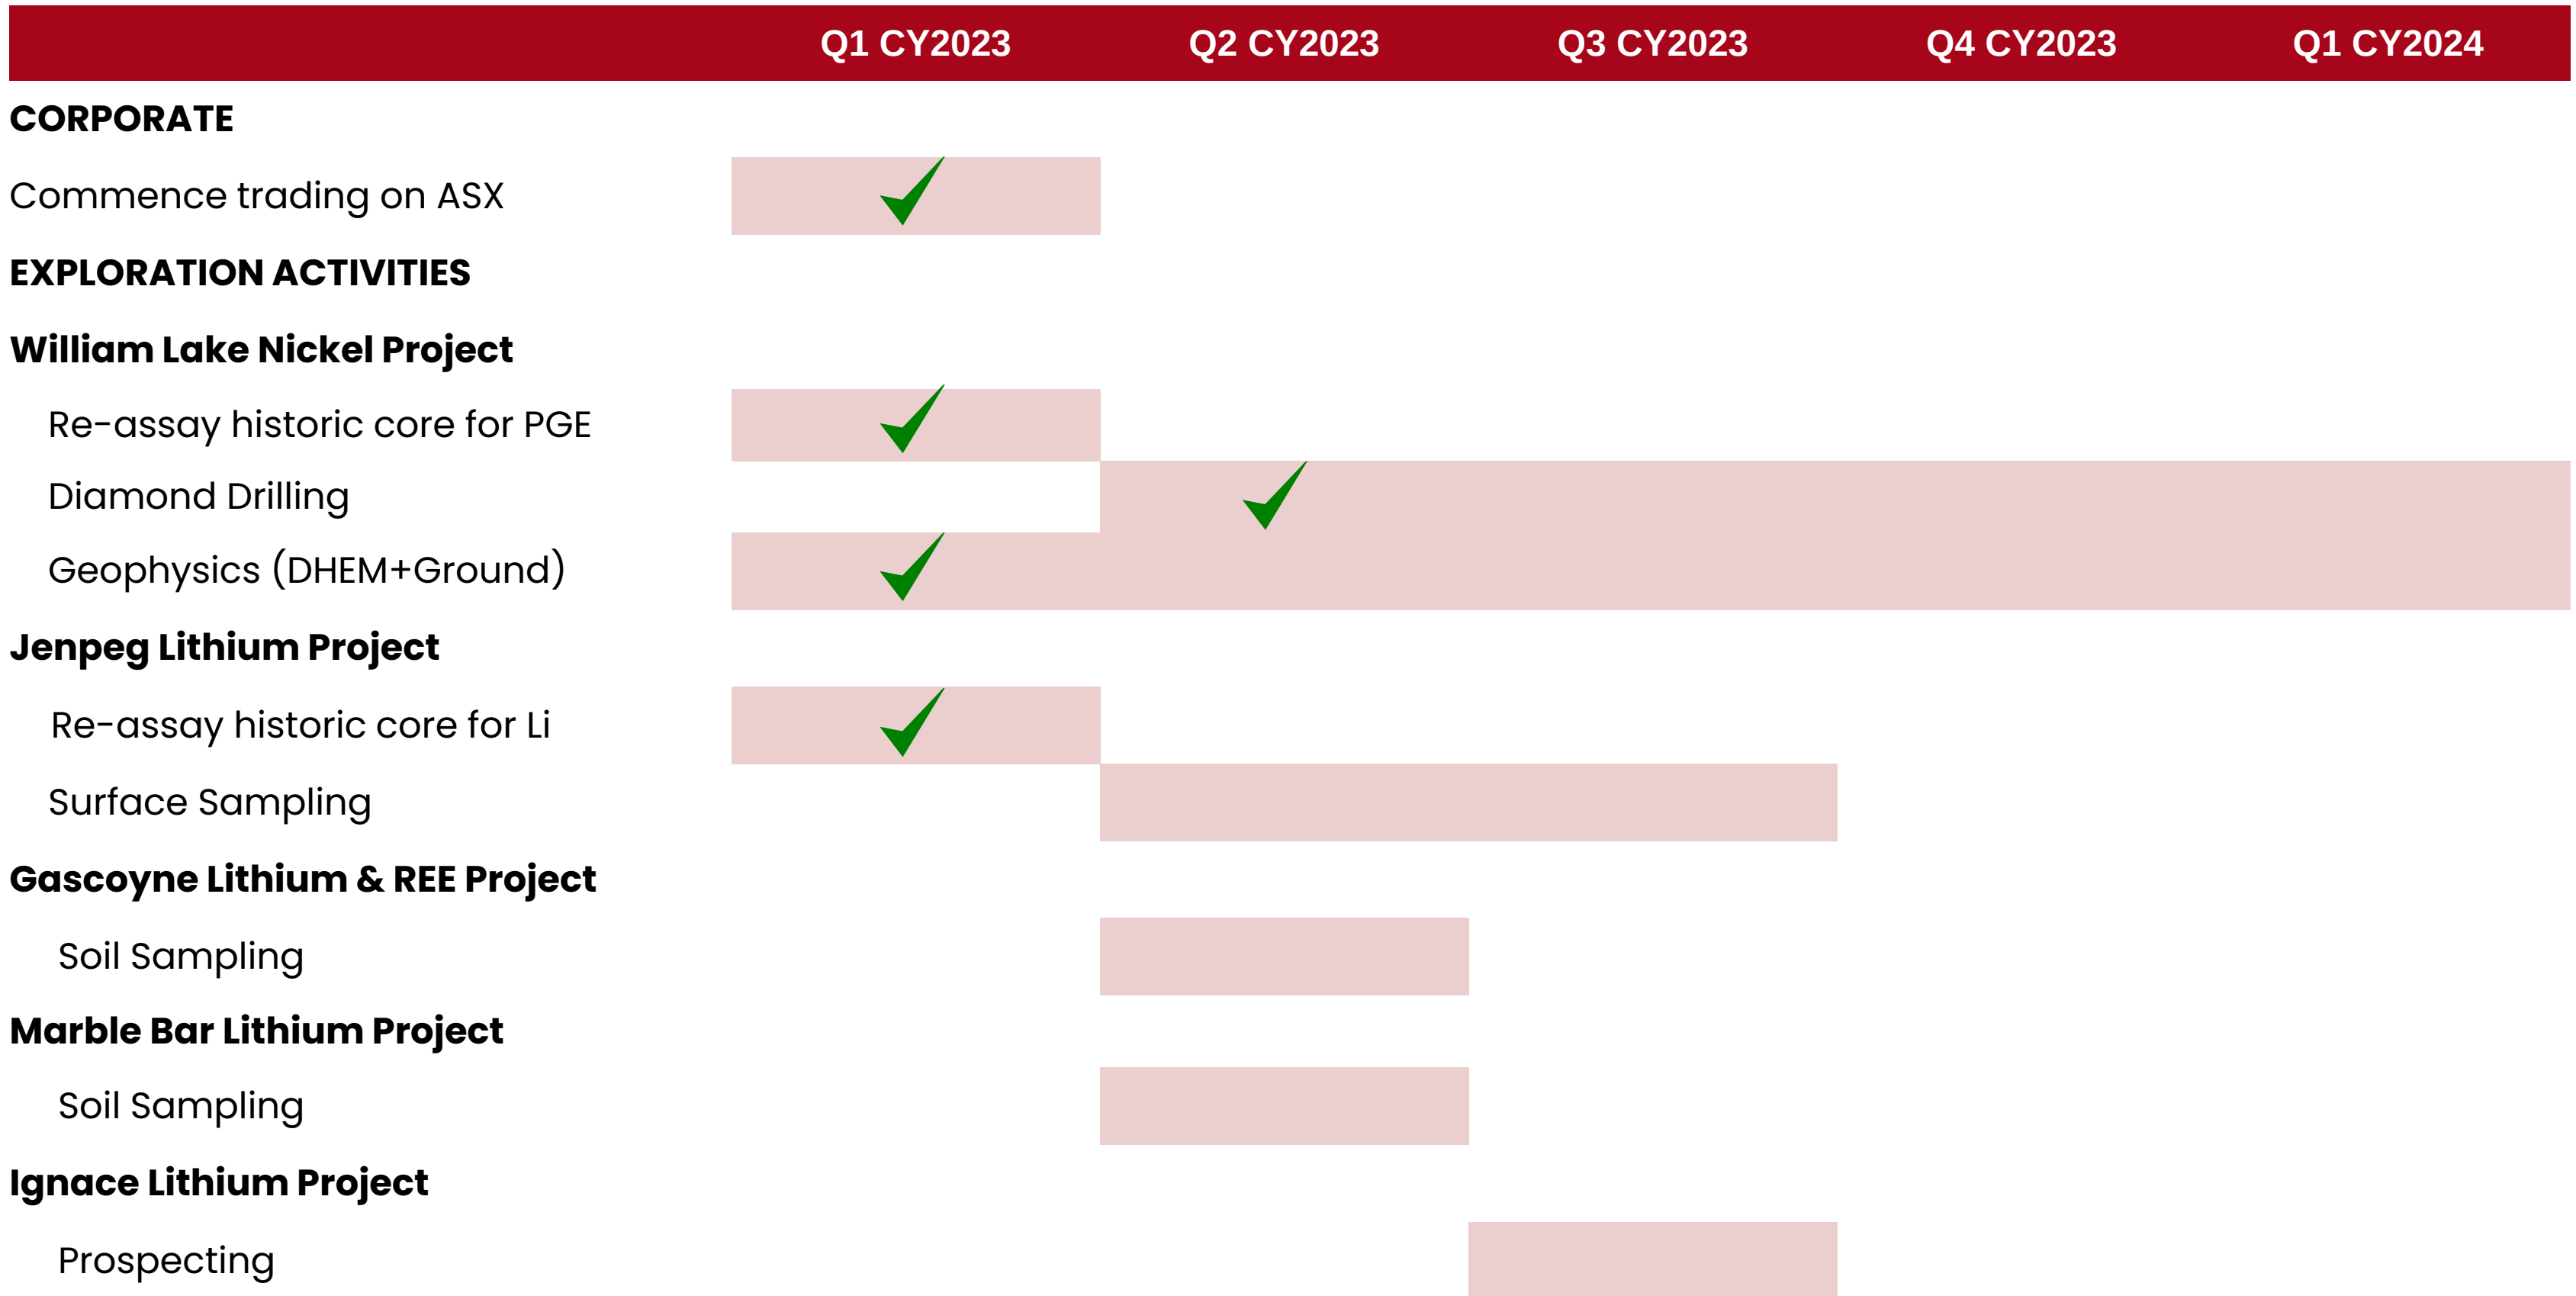 Q1 CY2023 Q2 CY2023 Q3 CY2023 Q4 CY2023 Q1 CY2024
CORPORATE
Commence trading on ASX
EXPLORATION ACTIVITIES
William Lake Nickel Project
Re-assay historic core for PGE
Diamond Drilling
Geophysics (DHEM+Ground)
Jenpeg Lithium Project
Re-assay historic core for Li
Surface Sampling
Gascoyne Lithium & REE Project
Soil Sampling
Marble Bar Lithium Project
Soil Sampling
Ignace Lithium Project
Prospecting